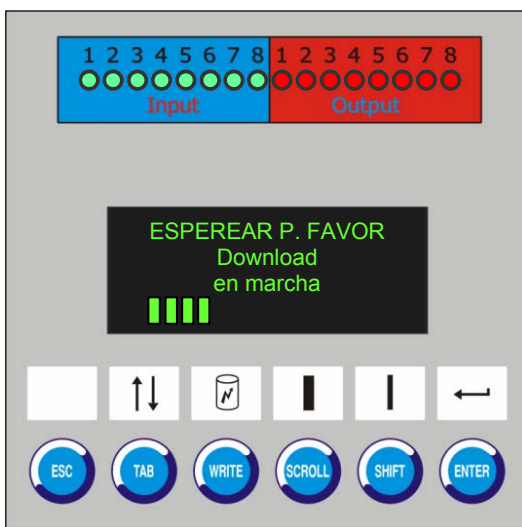 1 2 3 4 5 6 7 8 1 2 3 4 5 6 7 8
Input Output
ESPEREAR P. FAVOR
Download
en marcha
ESC TAB WRITE SCROLL SHIFT ENTER